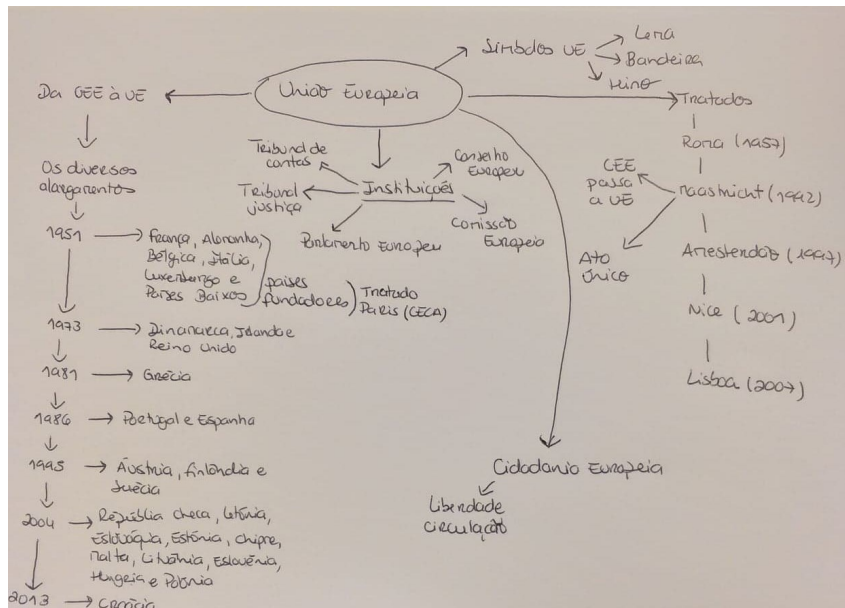 União Europeia
Símbolos UE
Lema
Bandeira
Hino
Da CEE à UE
Os diversos
alargamentos
1951
França, Alemanha,
Bélgica, Itália,
Luxemburgo e
Países Baixos
países
fundadores
Tratado
Paris (CECA)
1973
Dinamarca, Irlanda e
Reino Unido
1981
Grécia
1986
Portugal e Espanha
1995
Áustria, Finlândia e
Suécia
2004
República Checa, Letónia,
Eslováquia, Estónia, Chipre,
Malta, Lituânia, Eslovénia,
Hungria e Polónia
2013
Croácia
Instituições
Tribunal de
contas
Tribunal
justiça
Parlamento Europeu
Conselho
Europeu
Comissão
Europeia
Cidadania Europeia
Liberdade
circulação
Tratados
Roma (1957)
Maastricht (1992)
CEE
passa
a UE
Ato
Único
Amesterdão (1997)
Nice (2001)
Lisboa (2007)